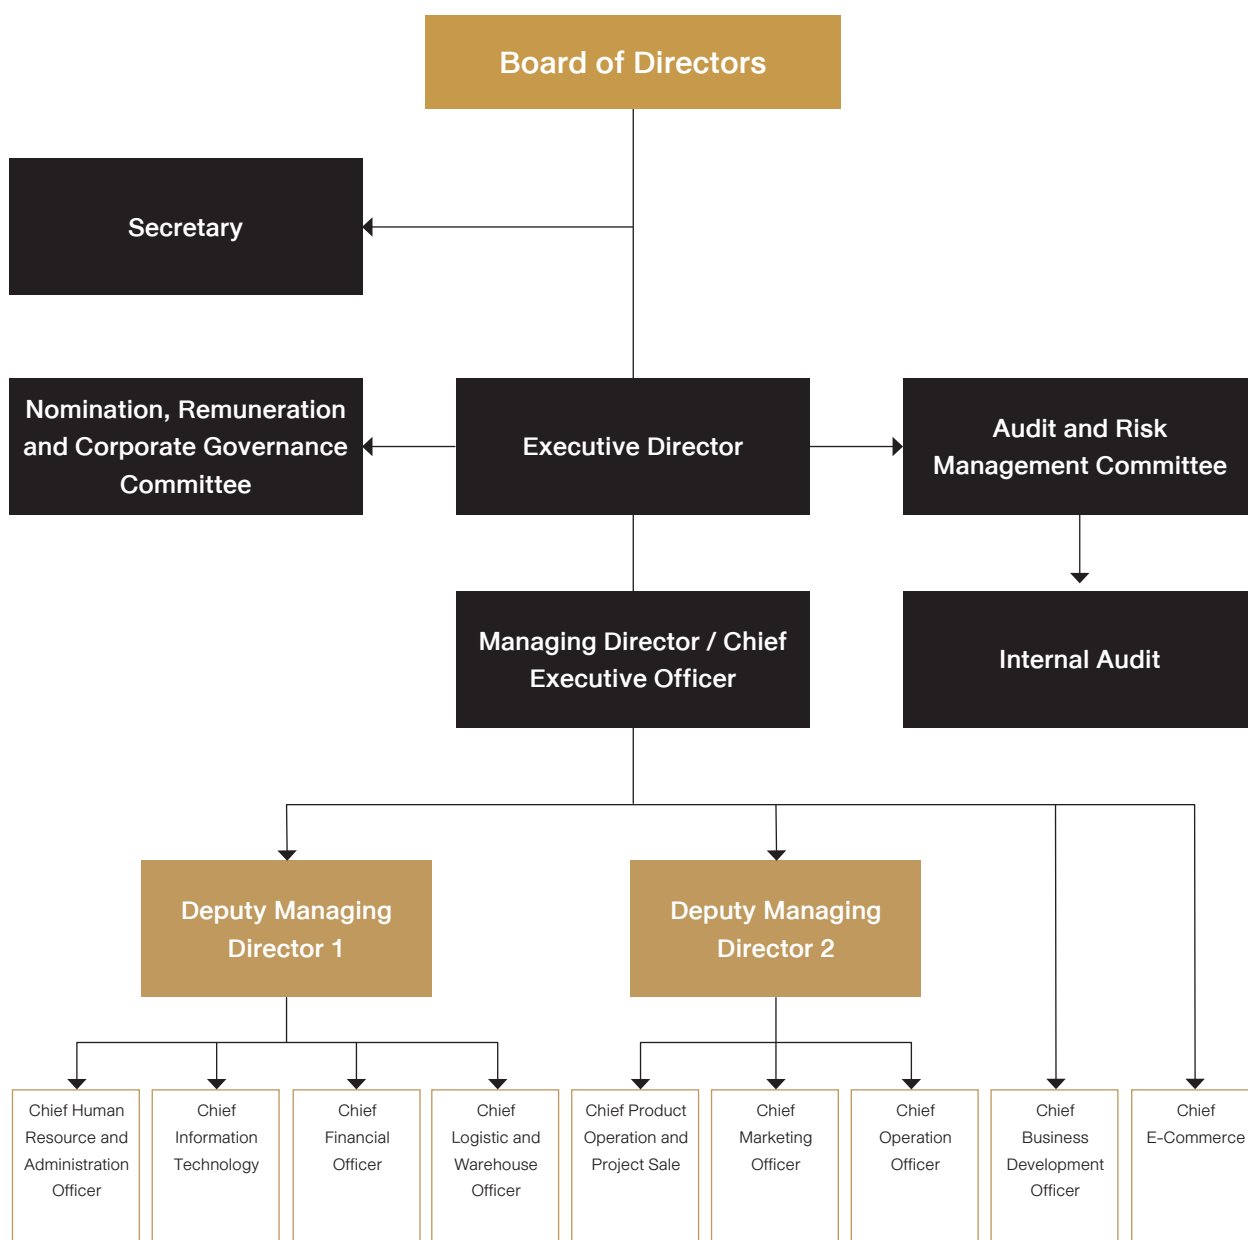 Board of Directors
Secretary
Nomination, Remuneration
and Corporate Governance
Committee
Executive Director
Audit and Risk
Management Committee
Managing Director / Chief
Executive Officer
Internal Audit
Deputy Managing
Director 1
Deputy Managing
Director 2
Chief Human
Resource and
Administration
Officer
Chief
Information
Technology
Chief
Financial
Officer
Chief
Logistic and
Warehouse
Officer
Chief Product
Operation and
Project Sale
Chief
Marketing
Officer
Chief
Operation
Officer
Chief
Business
Development
Officer
Chief
E-Commerce